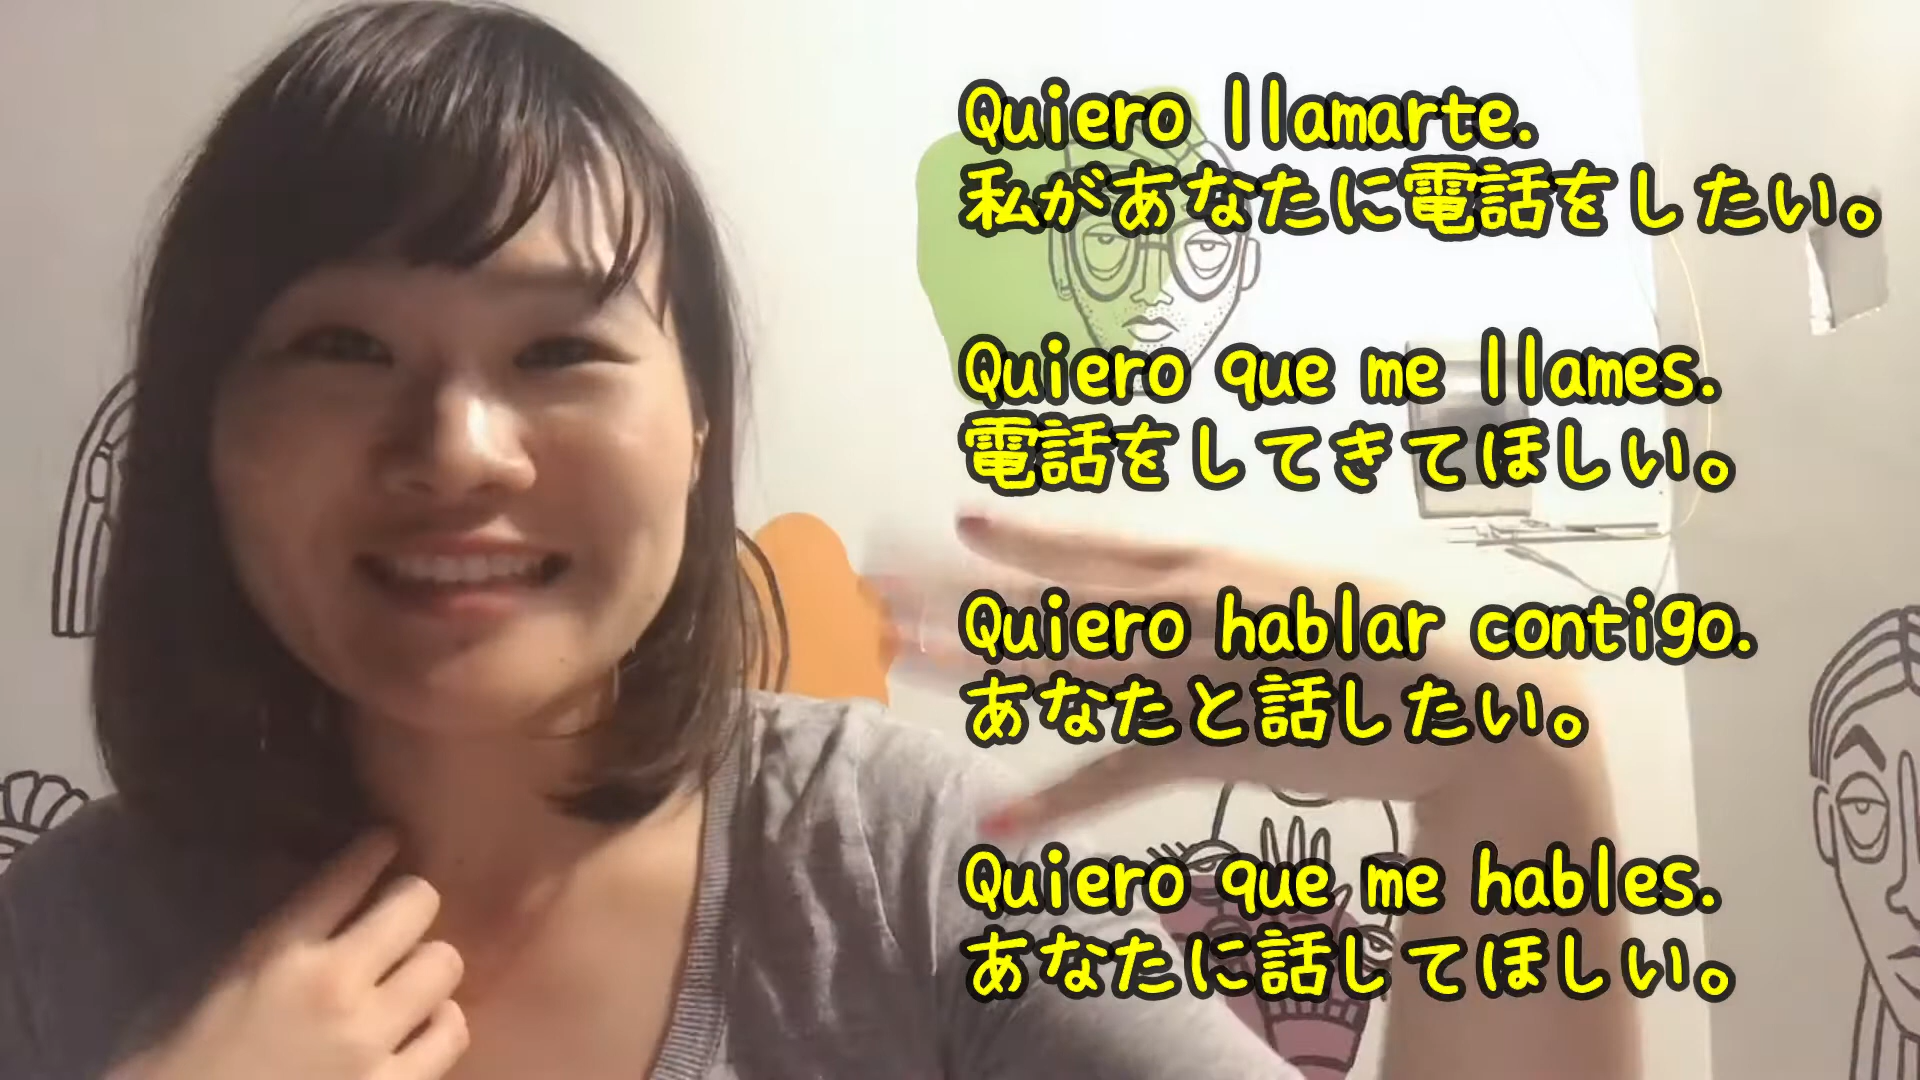 Quiero llamarte.
私があなたに電話をしたい。
Quiero que me llames.
電話をしてきてほしい。
Quiero hablar contigo.
あなたと話したい。
Quiero que me hables.
あなたに話してほしい。